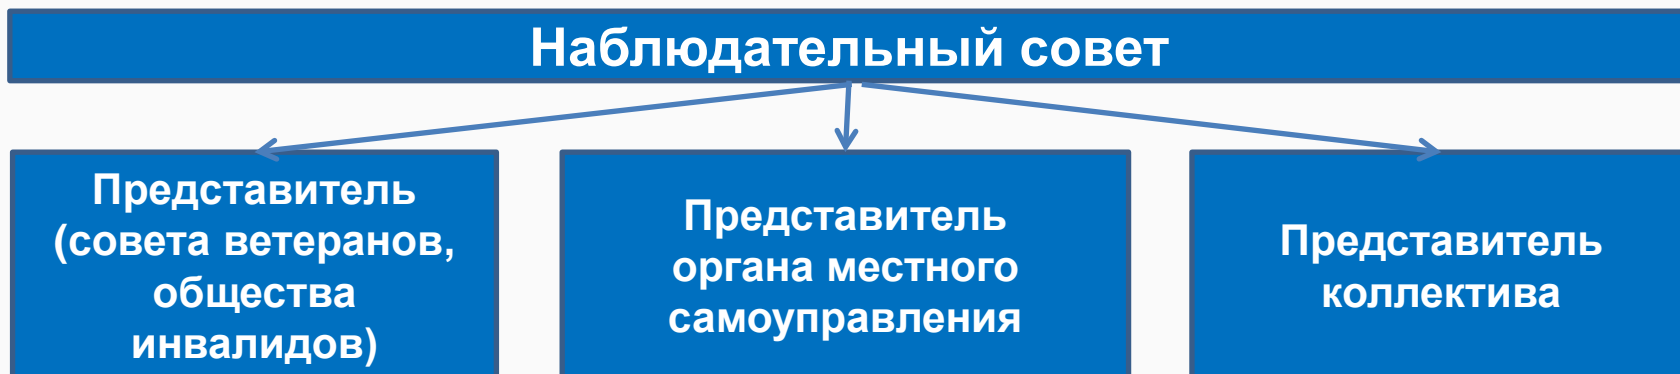 Наблюдательный совет
Представитель
(совета ветеранов,
общества
инвалидов)
Представитель
органа местного
самоуправления
Представитель
коллектива